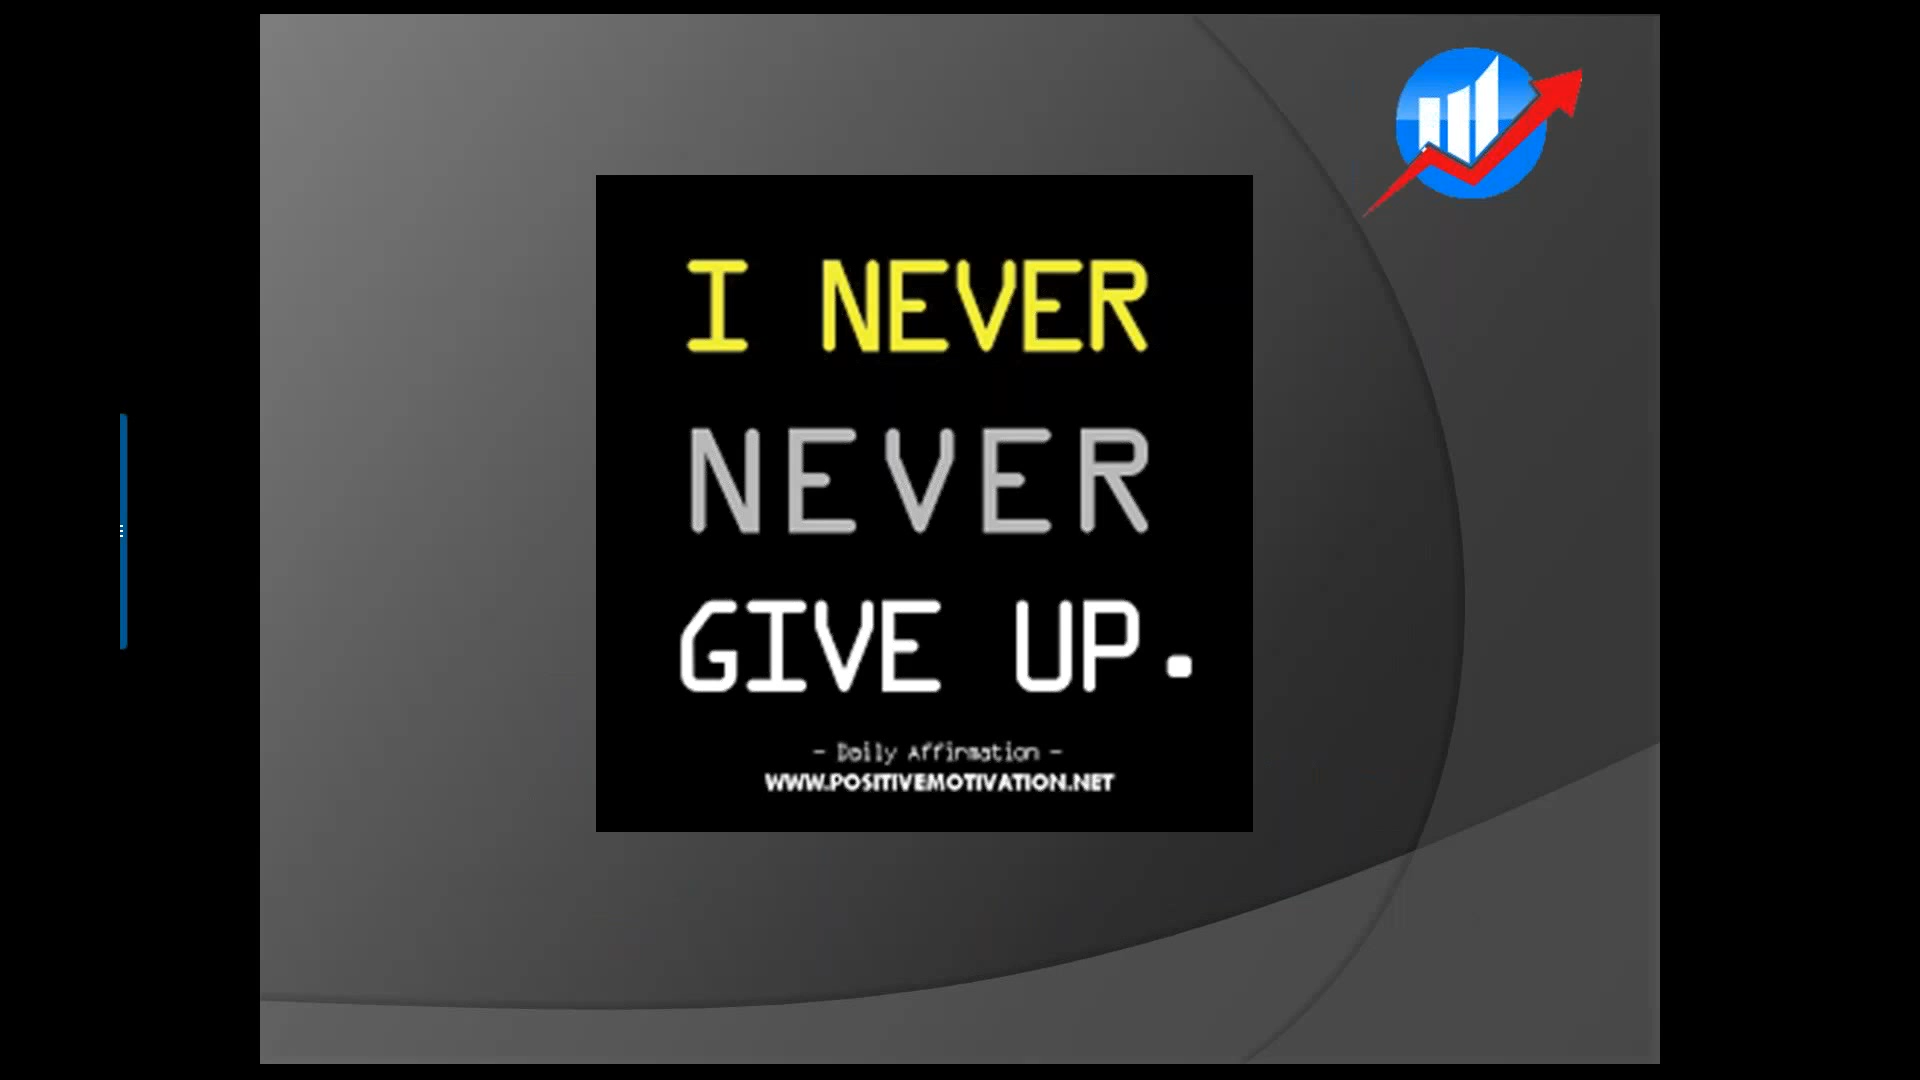 I NEVER
NEVER
GIVE UP.
- Daily Affirmation -
WWW.POSITIVEMOTIVATION.NET